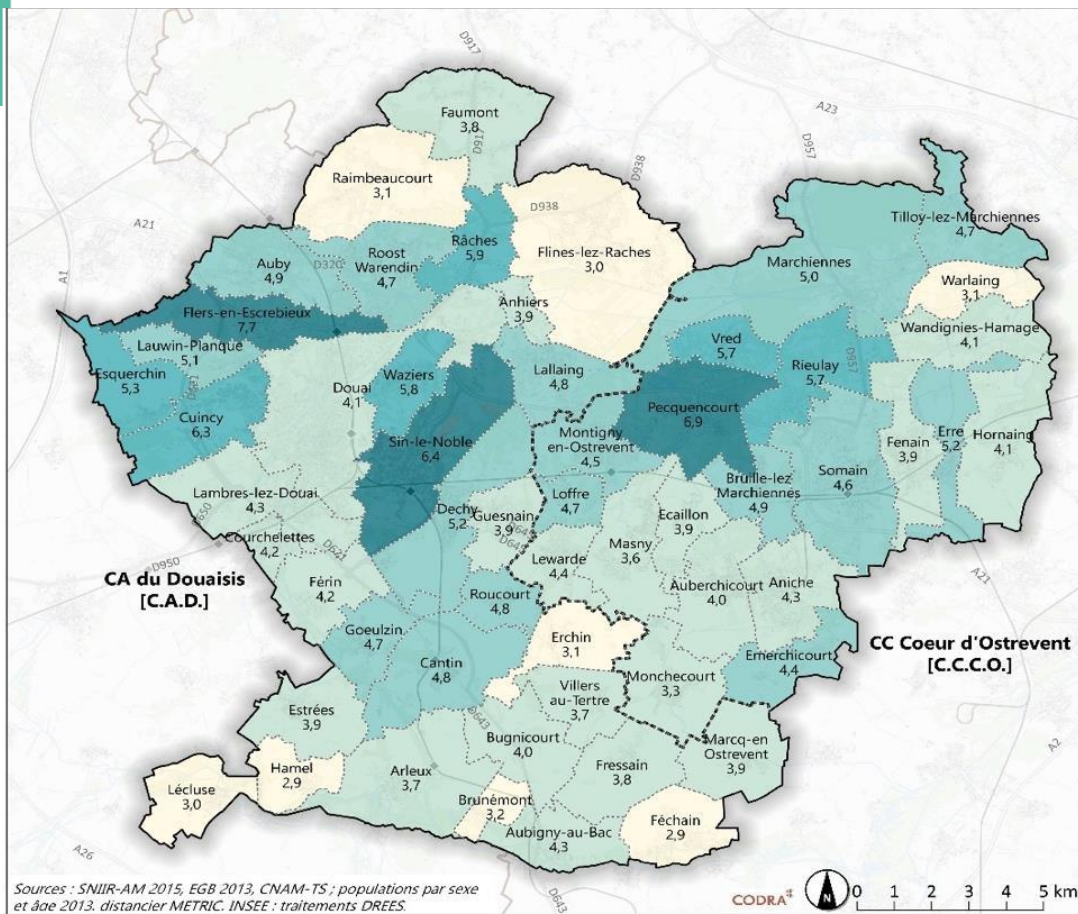 D917
A23
Faumont
3,8
D917
D938
D957
Raimbeaucourt
3,1
D938
Tilloy-lez-Marchiennes
4,7
A21
A1
Râches
5,9
Roost
Warendin
4,7
Auby
4,9
D320
Flines-lez-Raches
3,0
Marchiennes
5,0
Warlaing
3,1
Flers-en-Escrebieux
7,7
Anhiers
3,9
Wandignies-Hamage
4,1
Lauwin-Planque
5,1
Vred
5,7
Rieulay
5,7
D957
Esquerchin
5,3
Waziers
5,8
Lallaing
4,8
Douai
4,1
Cuincy
6,3
Pecquencourt
6,9
Sin-le-Noble
6,4
Montigny
en-Ostrevent
4,5
Fenain
3,9
Erre
5,2
Hornaing
4,1
Somain
4,6
Bruille-lez
Marchiennes
4,9
Lambres-lez-Douai
4,3
Dechy
5,2
Guesnain
3,9
Loffre
4,7
Ecaillon
3,9
D650
Courchelettes
4,2
D621
D950
Lewarde
4,4
Masny
3,6
Auberchicourt
4,0
Aniche
4,3
A21
CA du Douaisis
[C.A.D.]
Férin
4,2
Roucourt
4,8
Goeulzin
4,7
Erchin
3,1
Emerchicourt
4,4
CC Coeur d'Ostrevent
[C.C.C.O.]
Cantin
4,8
Monchecourt
3,3
Villers
au-Tertre
3,7
Estrées
3,9
D643
Bugnicourt
4,0
Marcq-en
Ostrevent
3,9
A2
Hamel
2,9
Arleux
3,7
Fressain
3,8
Lécluse
3,0
Brunémont
3,2
Féchain
2,9
Aubigny-au-Bac
4,3
A26
D643
Sources : SNIIR-AM 2015, EGB 2013, CNAM-TS ; populations par sexe
et âge 2013, distancier METRIC, INSEE ; traitements DREES
CODRA
N
0 1 2 3 4 5 km